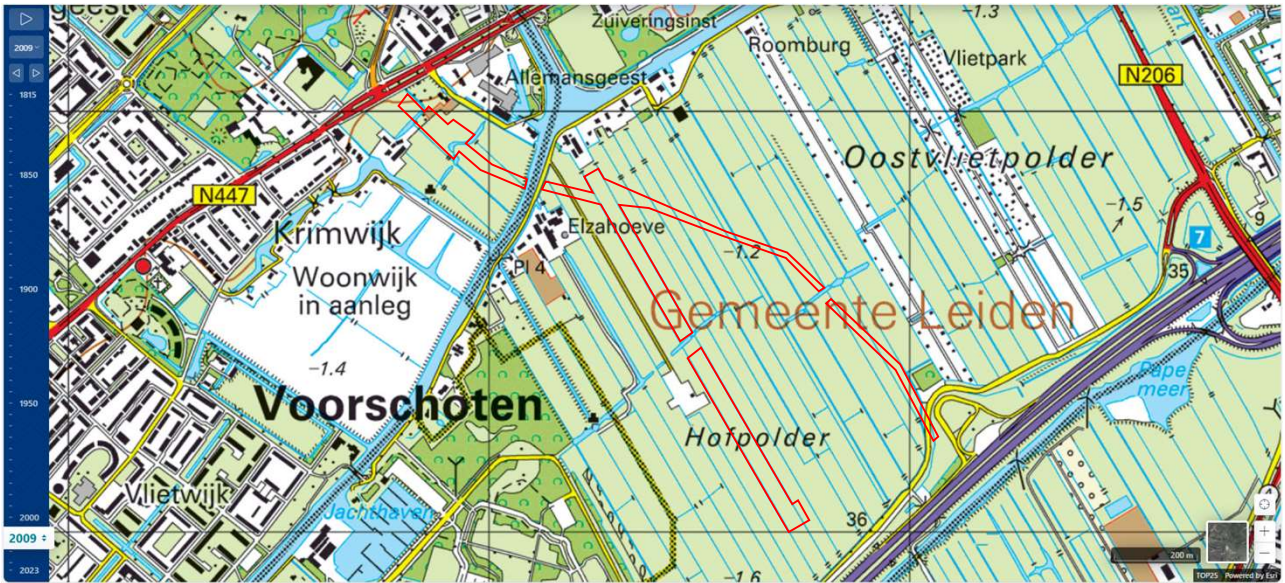 geest
2009
1815
1850
1900
1950
2000
2009
2023
Zuiveringsinst
-1.3
Roomburg
Vlietpark
N206
Allemansgeest
Oostvlietpolder
-1.5
N447
Krimwijk
Elzahoeve
-1.2
7
9
35
Woonwijk
in aanleg
Pl 4
Gemeente Leiden
-1.4
Pape
meer
Voorschoten
Hofpolder
Vlietwijk
Jachthaven
36
4
-1.6
200 m
TOP25 Powered by Esri